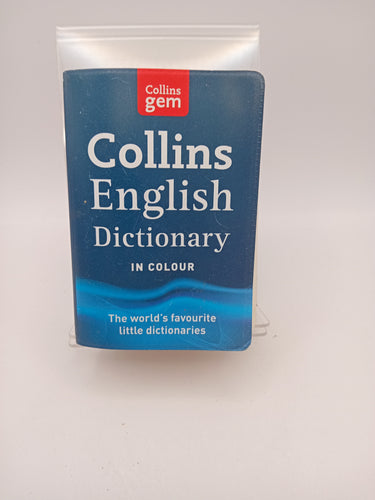 Collins
gem
Collins
English
Dictionary
IN COLOUR
The world's favourite
little dictionaries